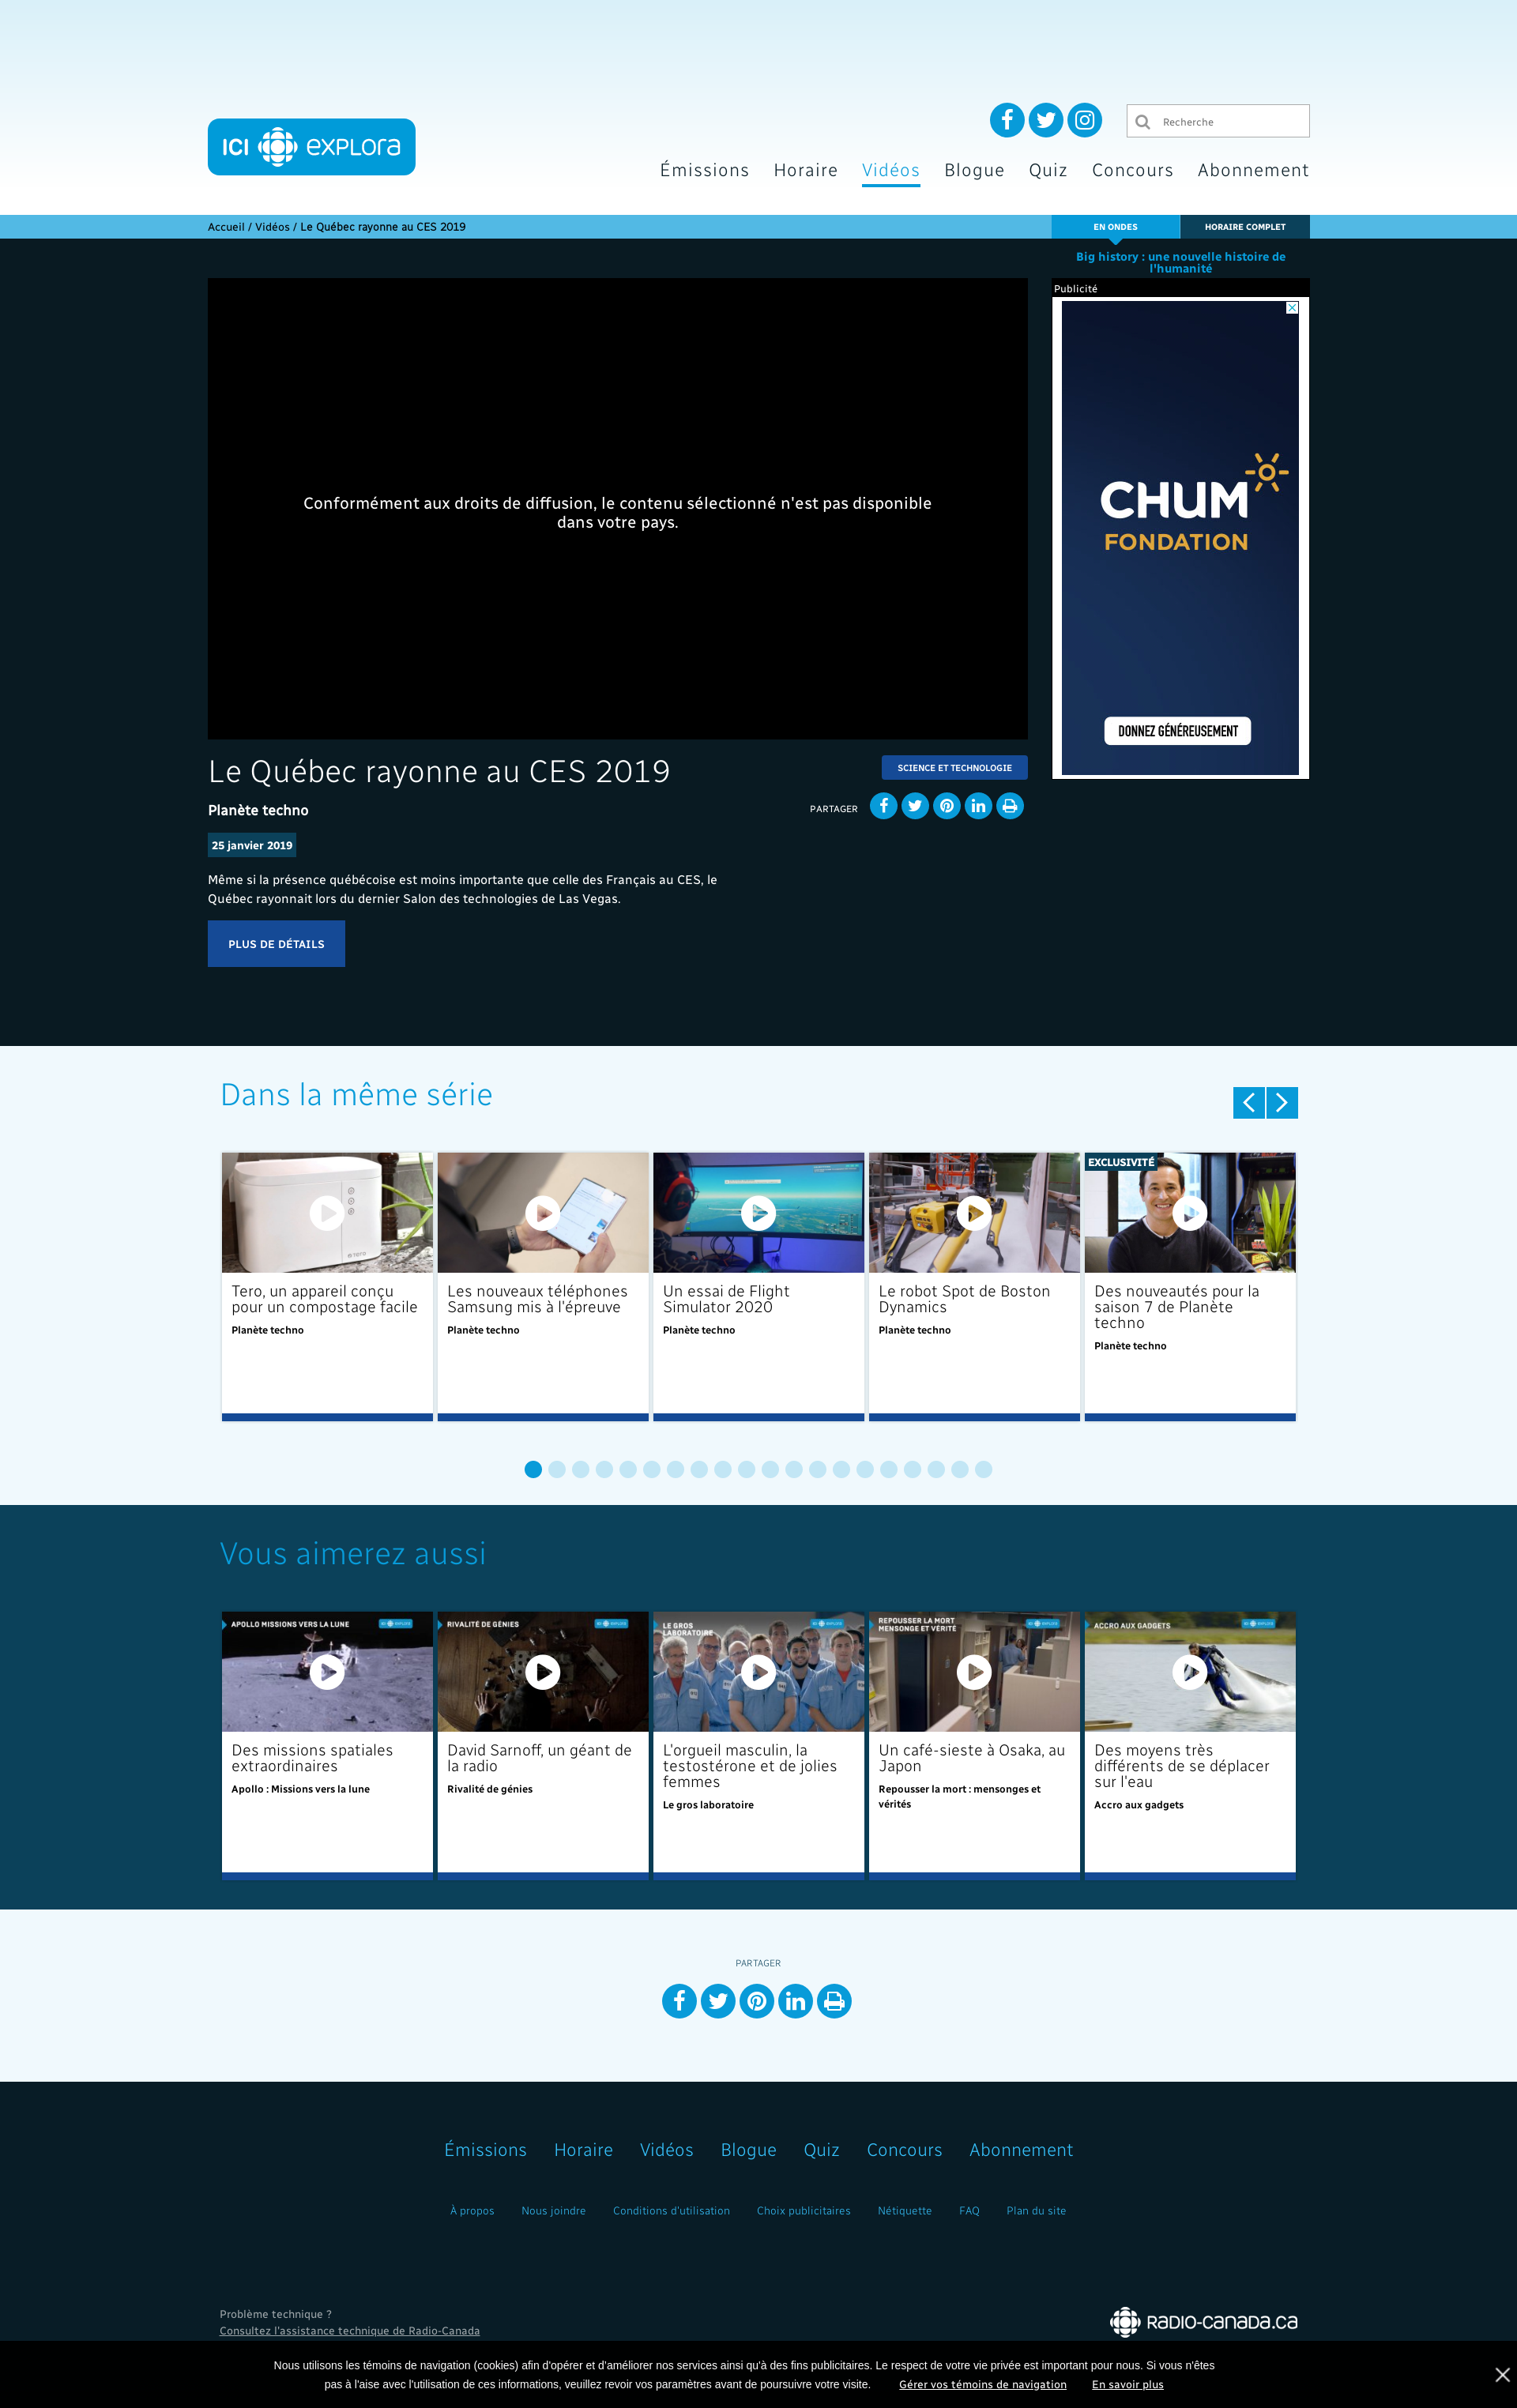 ICI explora
Recherche
Émissions Horaire Vidéos Blogue Quiz Concours Abonnement
Accueil / Vidéos / Le Québec rayonne au CES 2019
EN ONDES
HORAIRE COMPLET
Big history : une nouvelle histoire de
l'humanité
Publicité
CHUM
FONDATION
DONNEZ GÉNÉREUSEMENT
Conformément aux droits de diffusion, le contenu sélectionné n'est pas disponible
dans votre pays.
Le Québec rayonne au CES 2019
SCIENCE ET TECHNOLOGIE
Planète techno
PARTAGER
25 janvier 2019
Même si la présence québécoise est moins importante que celle des Français au CES, le
Québec rayonnait lors du dernier Salon des technologies de Las Vegas.
PLUS DE DÉTAILS
Dans la même série
TERO
Tero, un appareil conçu
pour un compostage facile
Planète techno
Les nouveaux téléphones
Samsung mis à l'épreuve
Planète techno
Un essai de Flight
Simulator 2020
Planète techno
Le robot Spot de Boston
Dynamics
Planète techno
EXCLUSIVITÉ
Des nouveautés pour la
saison 7 de Planète
techno
Planète techno
Vous aimerez aussi
APOLLO MISSIONS VERS LA LUNE
Des missions spatiales
extraordinaires
Apollo : Missions vers la lune
RIVALITÉ DE GÉNIES
David Sarnoff, un géant de
la radio
Rivalité de génies
LE GROS
LABORATOIRE
L'orgueil masculin, la
testostérone et de jolies
femmes
Le gros laboratoire
REPOUSSER LA MORT
MENSONGE ET VÉRITÉ
Un café-sieste à Osaka, au
Japon
Repousser la mort : mensonges et
vérités
ACCRO AUX GADGETS
Des moyens très
différents de se déplacer
sur l'eau
Accro aux gadgets
PARTAGER
Émissions Horaire Vidéos Blogue Quiz Concours Abonnement
À propos Nous joindre Conditions d'utilisation Choix publicitaires Nétiquette FAQ Plan du site
Problème technique ?
Consultez l'assistance technique de Radio-Canada
RADIO-CANADA.CA
Nous utilisons les témoins de navigation (cookies) afin d'opérer et d'améliorer nos services ainsi qu'à des fins publicitaires. Le respect de votre vie privée est important pour nous. Si vous n'êtes
pas à l'aise avec l'utilisation de ces informations, veuillez revoir vos paramètres avant de poursuivre votre visite. Gérer vos témoins de navigation En savoir plus